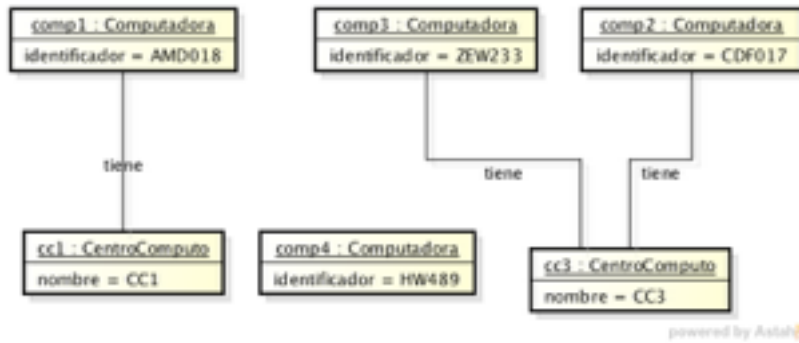 comp1 : Computadora
identificador = AMD018
comp3 : Computadora
identificador = ZEW233
comp2 : Computadora
identificador = CDF017
tiene
tiene
tiene
cc1 : CentroComputo
nombre = CC1
comp4 : Computadora
identificador = HW489
cc3 : CentroComputo
nombre = CC3
powered by Astah